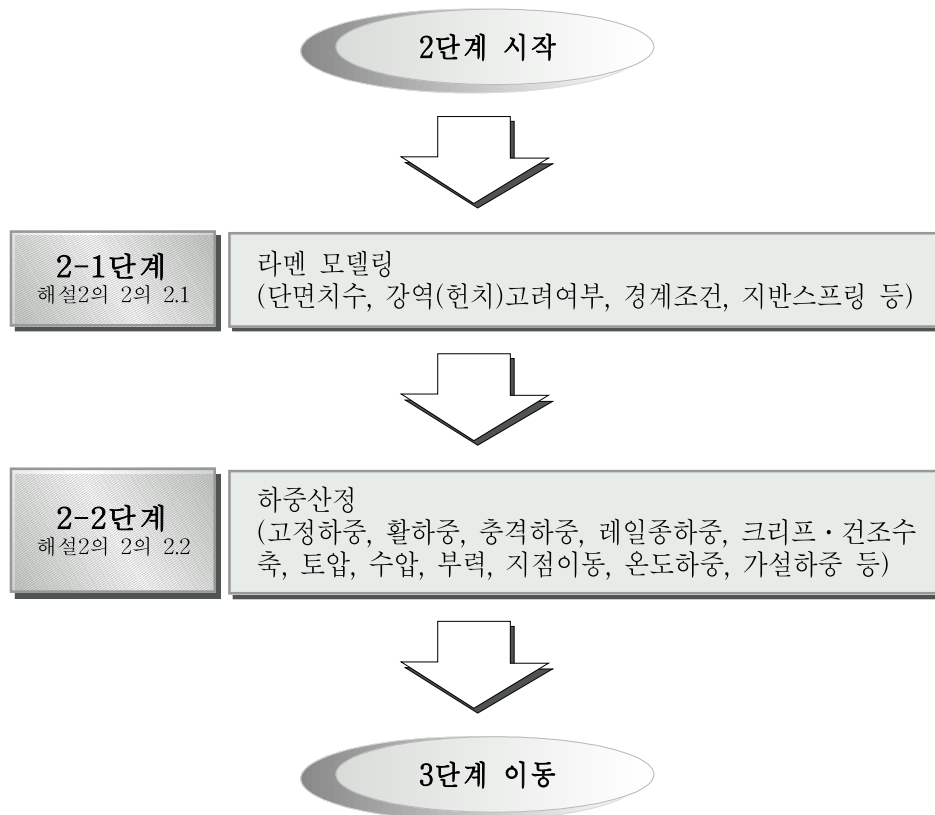 2단계 시작
2-1단계
해설2의 2의 2.1
라멘 모델링
(단면치수, 강역(헌치)고려여부, 경계조건, 지반스프링 등)
2-2단계
해설2의 2의 2.2
하중산정
(고정하중, 활하중, 충격하중, 레일종하중, 크리프·건조수
축, 토압, 수압, 부력, 지점이동, 온도하중, 가설하중 등)
3단계 이동